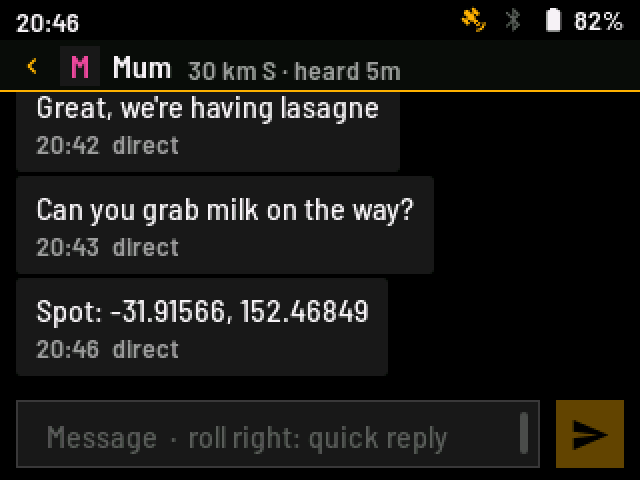 20:46
82%
M Mum 30 km S · heard 5m
Great, we're having lasagne
20:42 direct
Can you grab milk on the way?
20:43 direct
Spot: -31.91566, 152.46849
20:46 direct
Message · roll right: quick reply